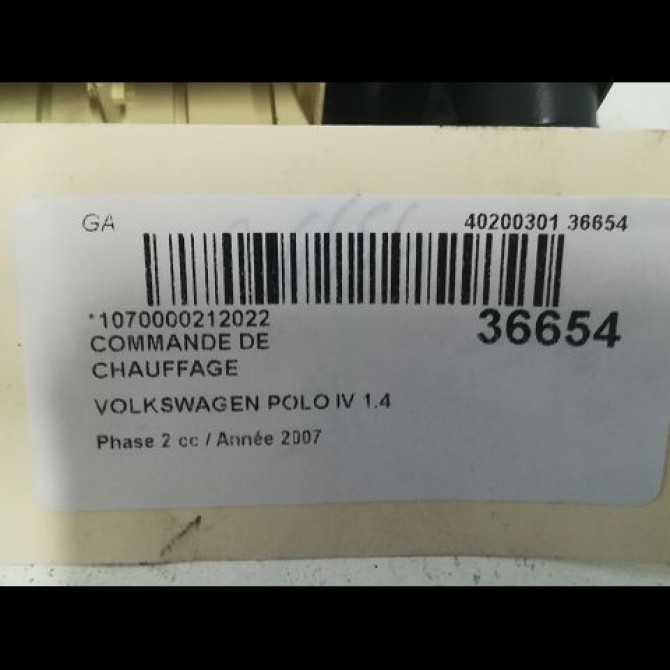 GA 40200301 36654
*1070000212022 36654
COMMANDE DE
CHAUFFAGE
VOLKSWAGEN POLO IV 1.4
Phase 2 cc / Année 2007